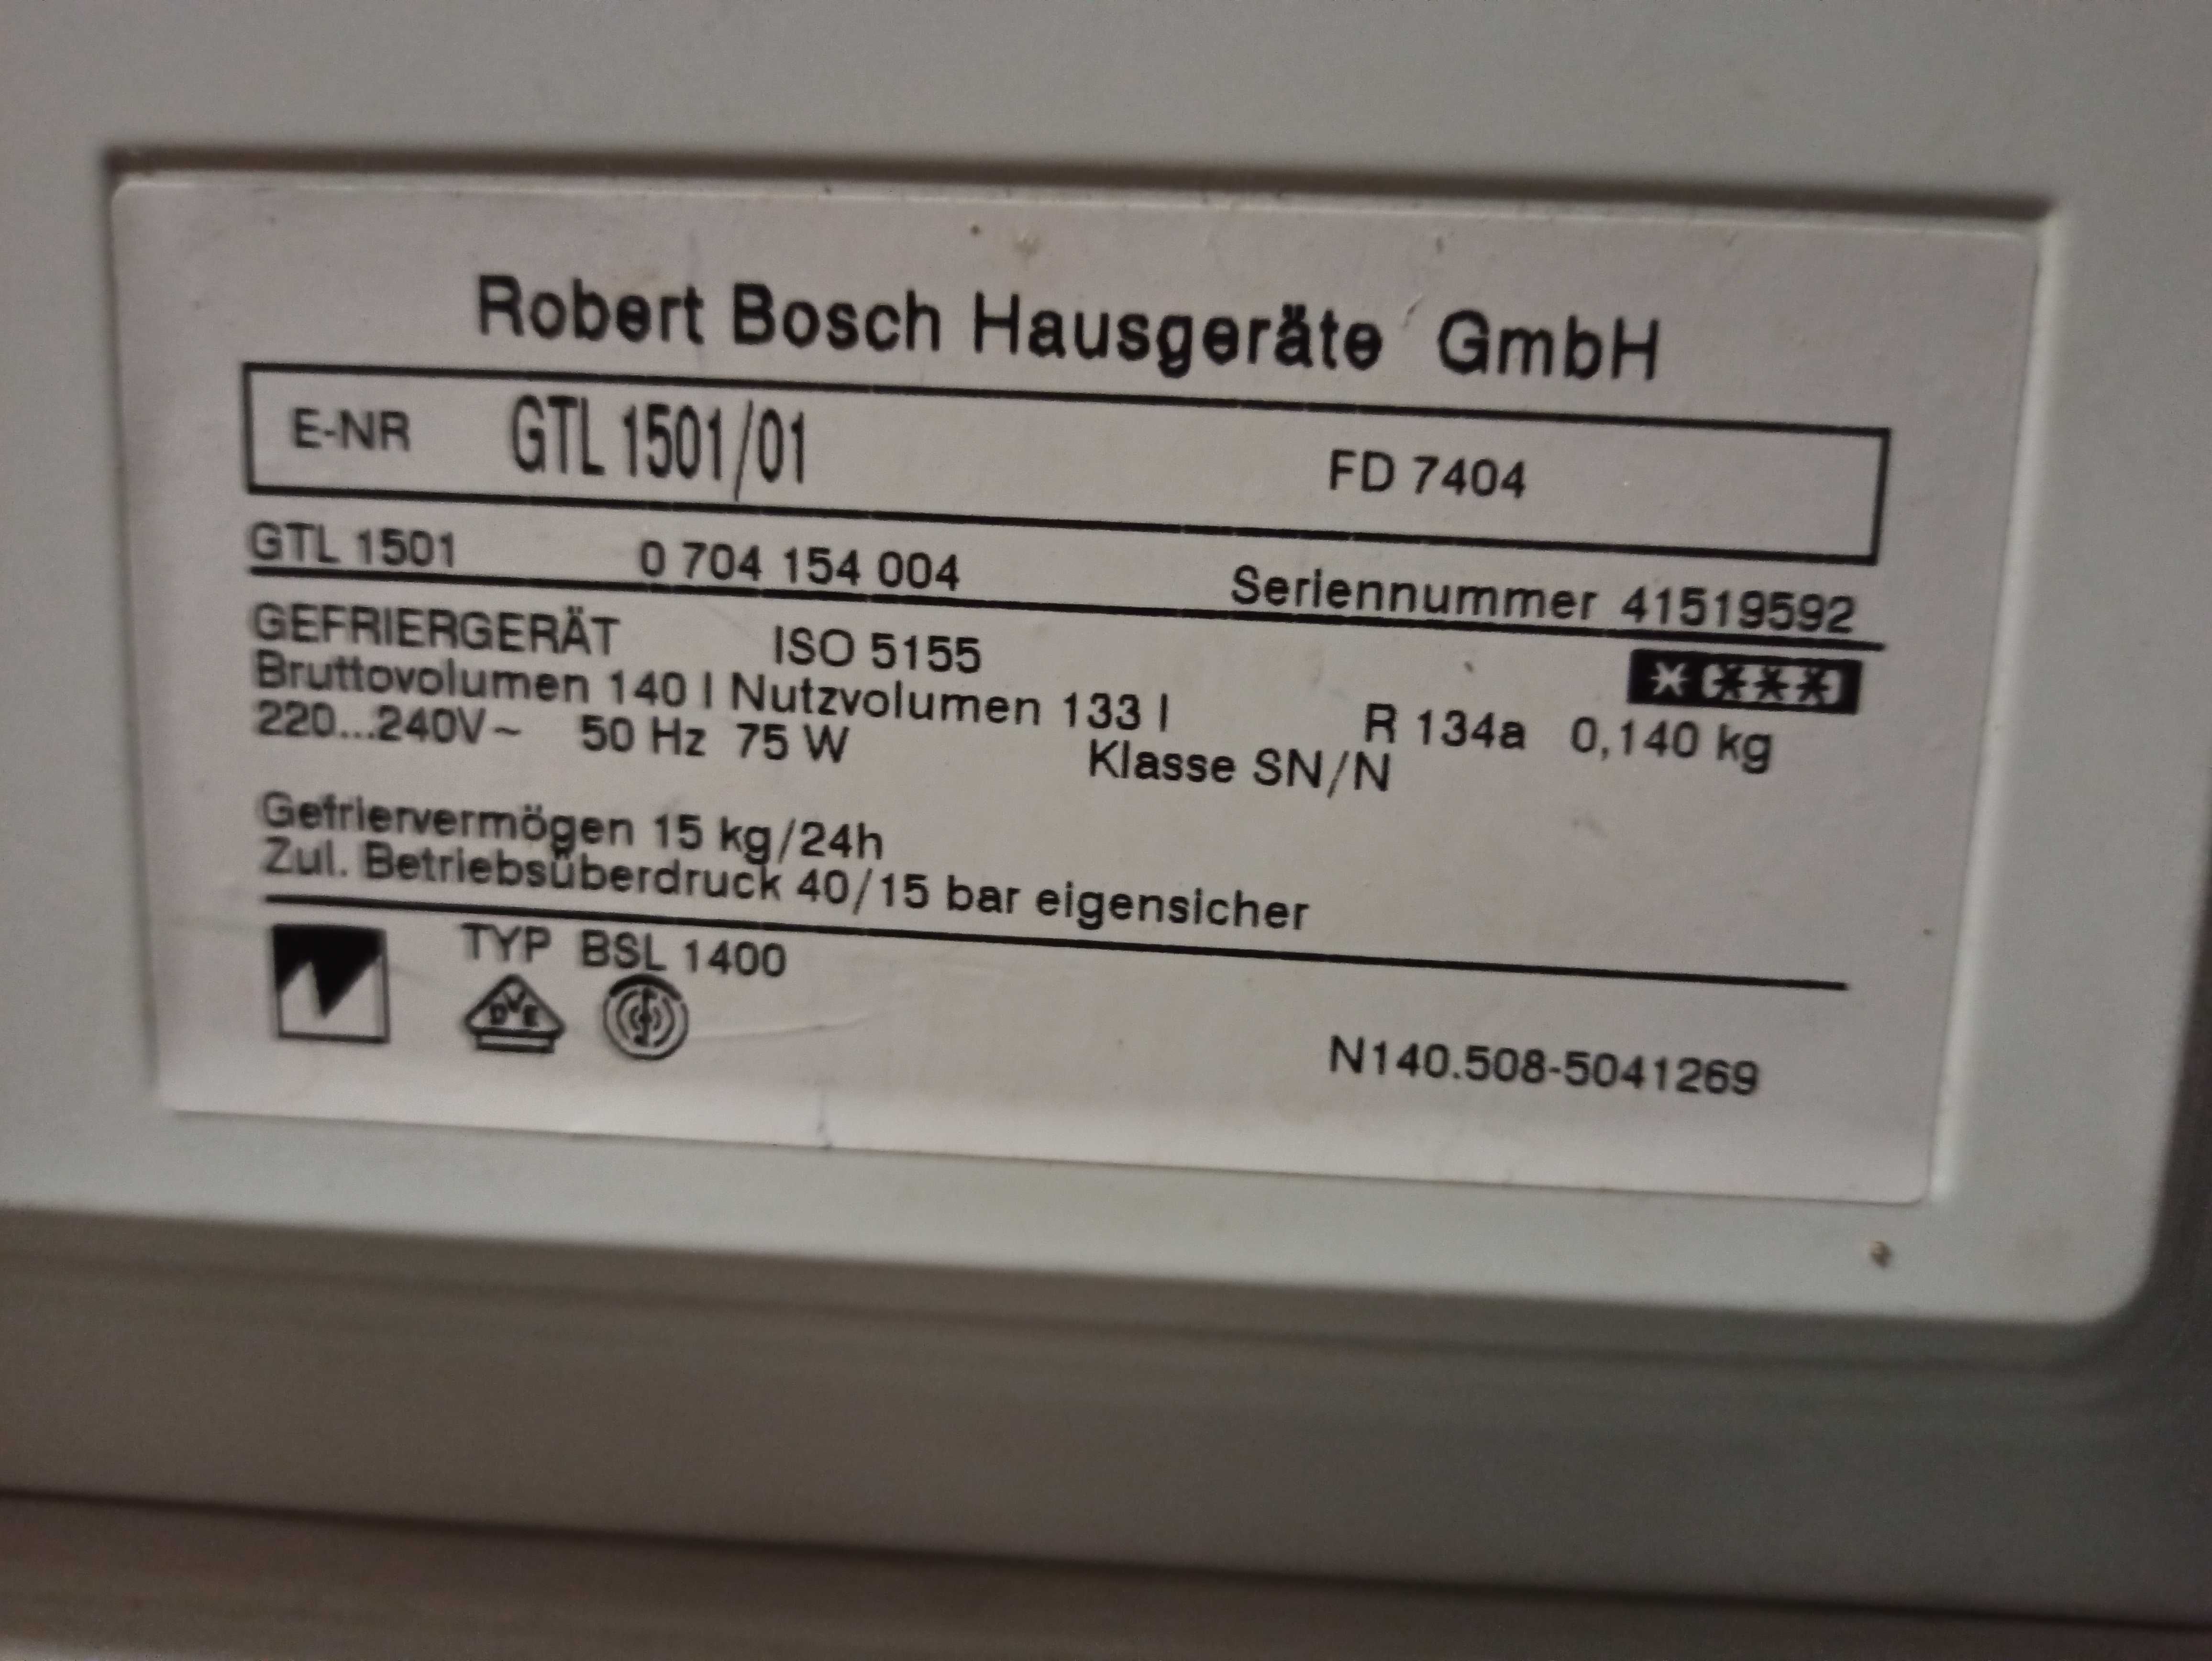 Robert Bosch Hausgeräte GmbH
E-NR GTL 1501/01 FD 7404
GTL 1501 0 704 154 004 Seriennummer 41519592
GEFRIERGERÄT ISO 5155
Bruttovolumen 140 l Nutzvolumen 133 l R 134a 0,140 kg
220...240V~ 50 Hz 75 W Klasse SN/N
Gefriervermögen 15 kg/24h
Zul. Betriebsüberdruck 40/15 bar eigensicher
TYP BSL 1400
DVE
N140.508-5041269